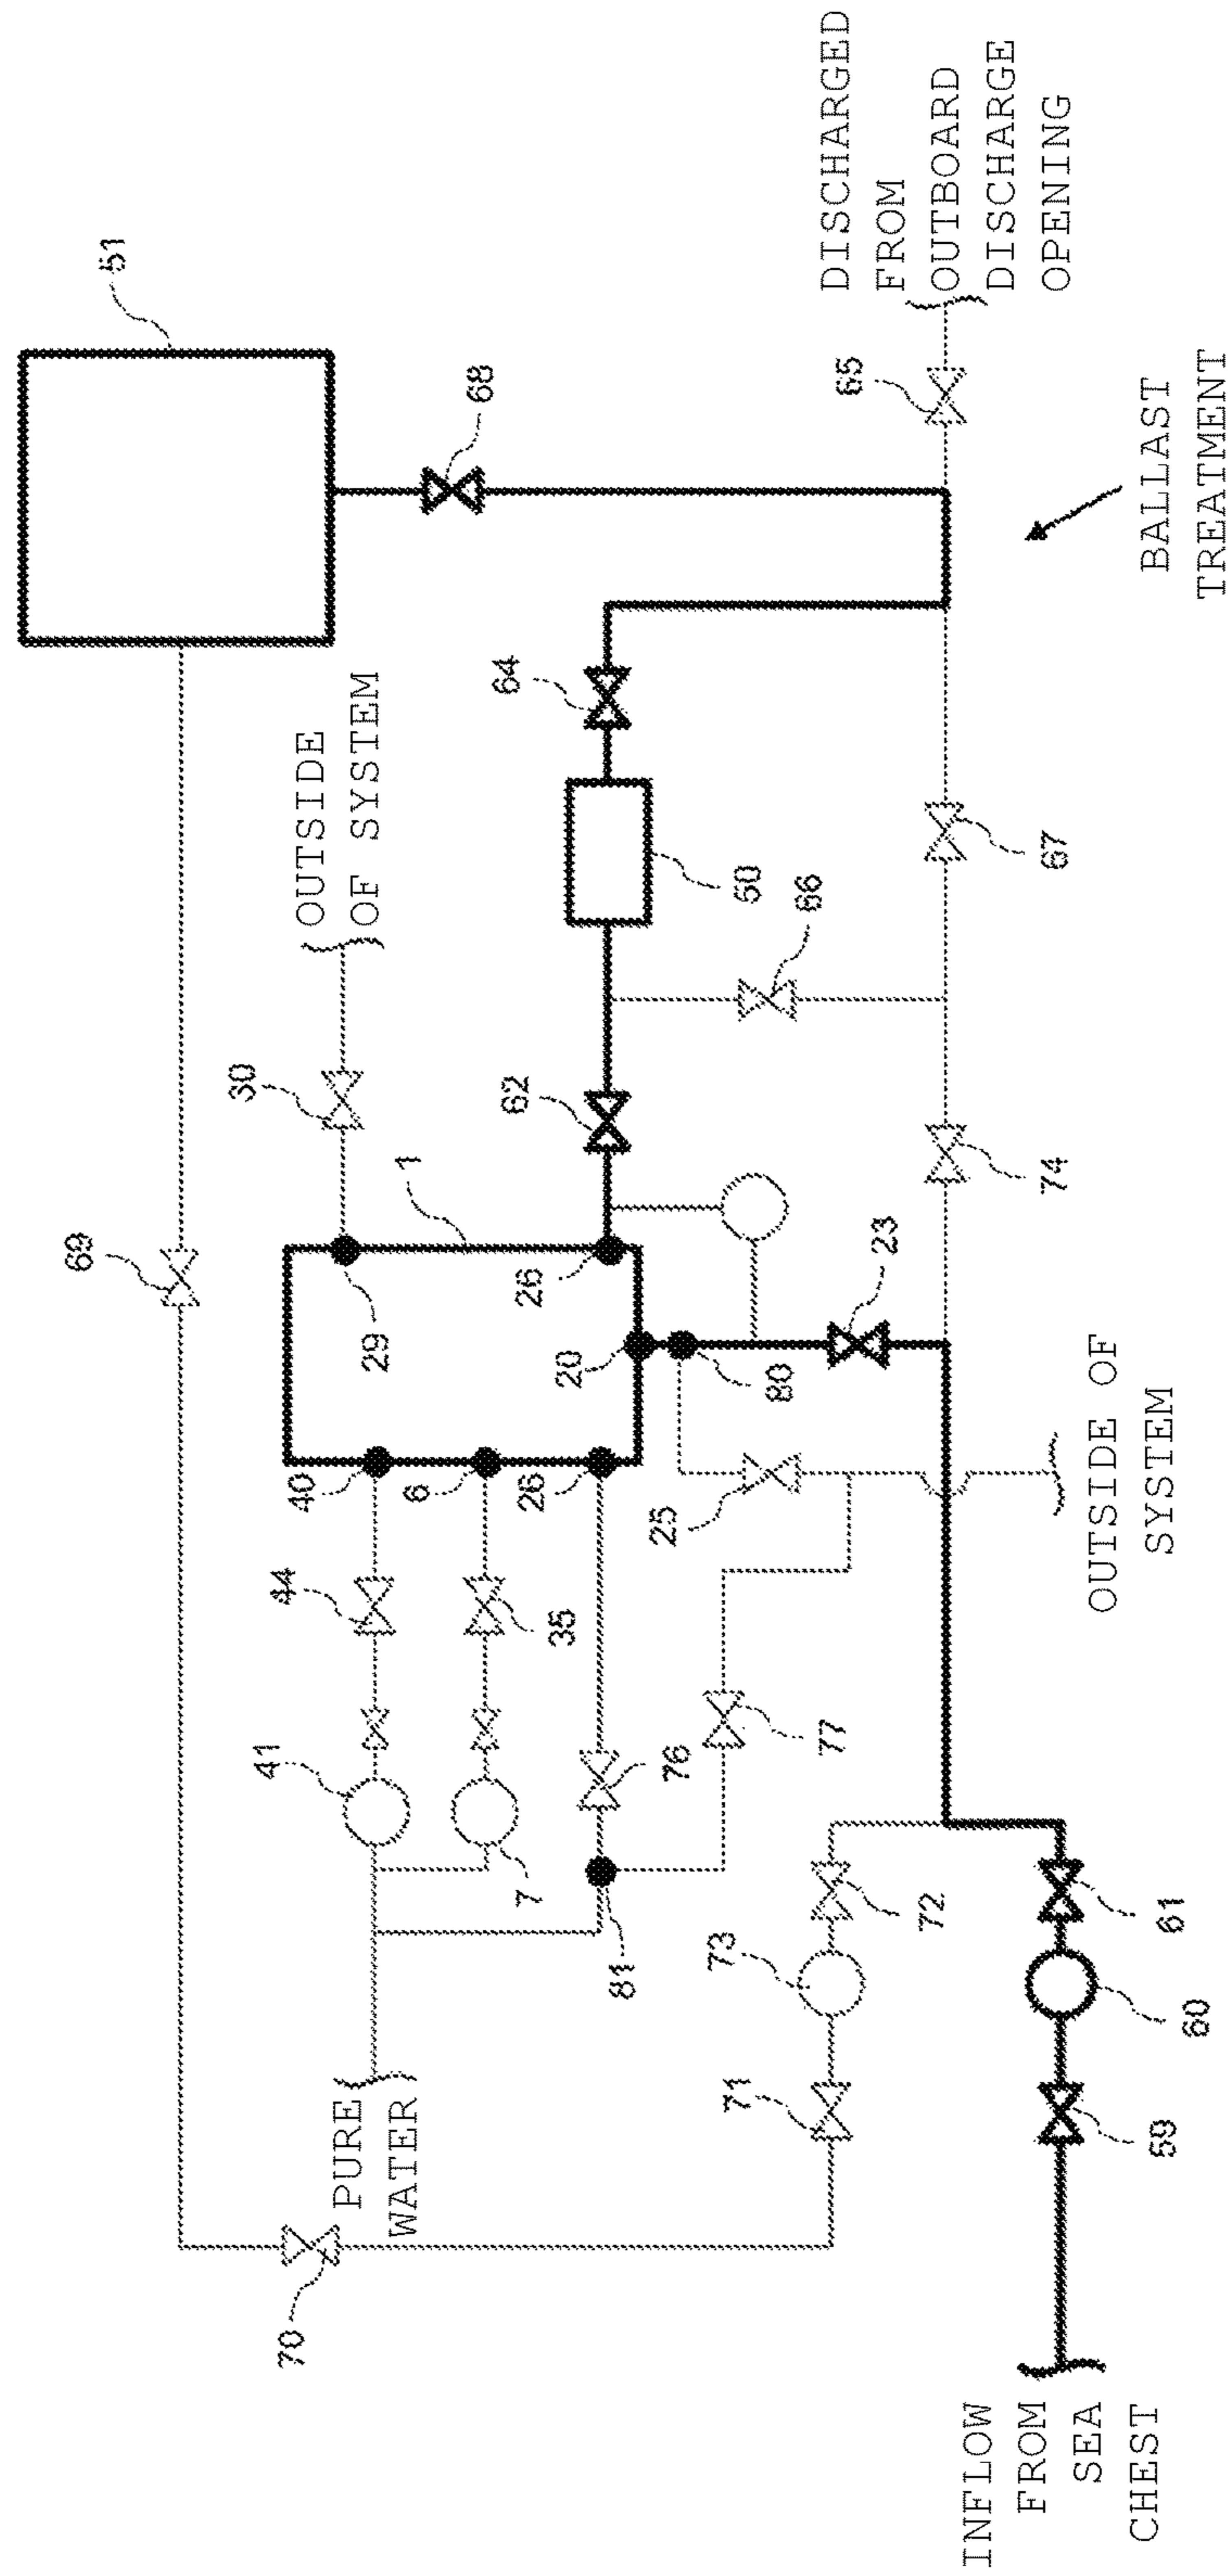 51
69
68
OUTSIDE
OF SYSTEM
30
1
29
26
62
64
50
66
67
65
DISCHARGED
FROM
OUTBOARD
DISCHARGE
OPENING
BALLAST
TREATMENT
74
23
20
80
40
6
26
25
OUTSIDE OF
SYSTEM
44
35
41
7
76
77
81
73
72
71
61
60
59
70
PURE
WATER
INFLOW
FROM
SEA
CHEST